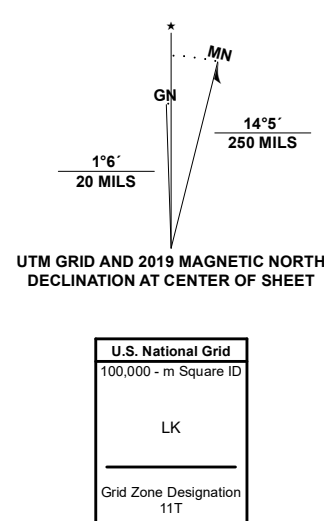 ★
MN
GN
14°5´
250 MILS
1°6´
20 MILS
UTM GRID AND 2019 MAGNETIC NORTH
DECLINATION AT CENTER OF SHEET
U.S. National Grid
100,000 - m Square ID
LK
Grid Zone Designation
11T